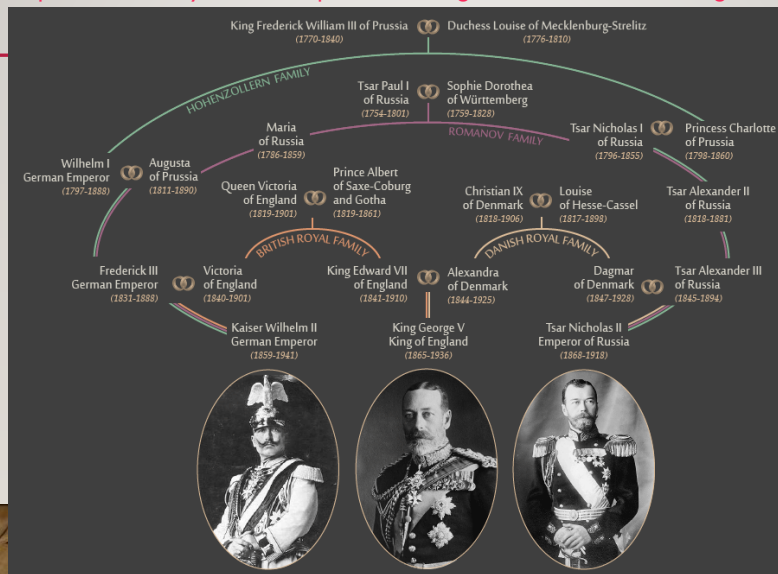 King Frederick William III of Prussia
(1770-1840)
Duchess Louise of Mecklenburg-Strelitz
(1776-1810)
HOHENZOLLERN FAMILY
Tsar Paul I
of Russia
(1754-1801)
Sophie Dorothea
of Württemberg
(1759-1828)
ROMANOV FAMILY
Maria
of Russia
(1786-1859)
Tsar Nicholas I
of Russia
(1796-1855)
Princess Charlotte
of Prussia
(1798-1860)
Wilhelm I
German Emperor
(1797-1888)
Augusta
of Prussia
(1811-1890)
Queen Victoria
of England
(1819-1901)
Prince Albert
of Saxe-Coburg
and Gotha
(1819-1861)
Christian IX
of Denmark
(1818-1906)
Louise
of Hesse-Cassel
(1817-1898)
Tsar Alexander II
of Russia
(1818-1881)
BRITISH ROYAL FAMILY
DANISH ROYAL FAMILY
Frederick III
German Emperor
(1831-1888)
Victoria
of England
(1840-1901)
King Edward VII
of England
(1841-1910)
Alexandra
of Denmark
(1844-1925)
Dagmar
of Denmark
(1847-1928)
Tsar Alexander III
of Russia
(1845-1894)
Kaiser Wilhelm II
German Emperor
(1859-1941)
King George V
King of England
(1865-1936)
Tsar Nicholas II
Emperor of Russia
(1868-1918)